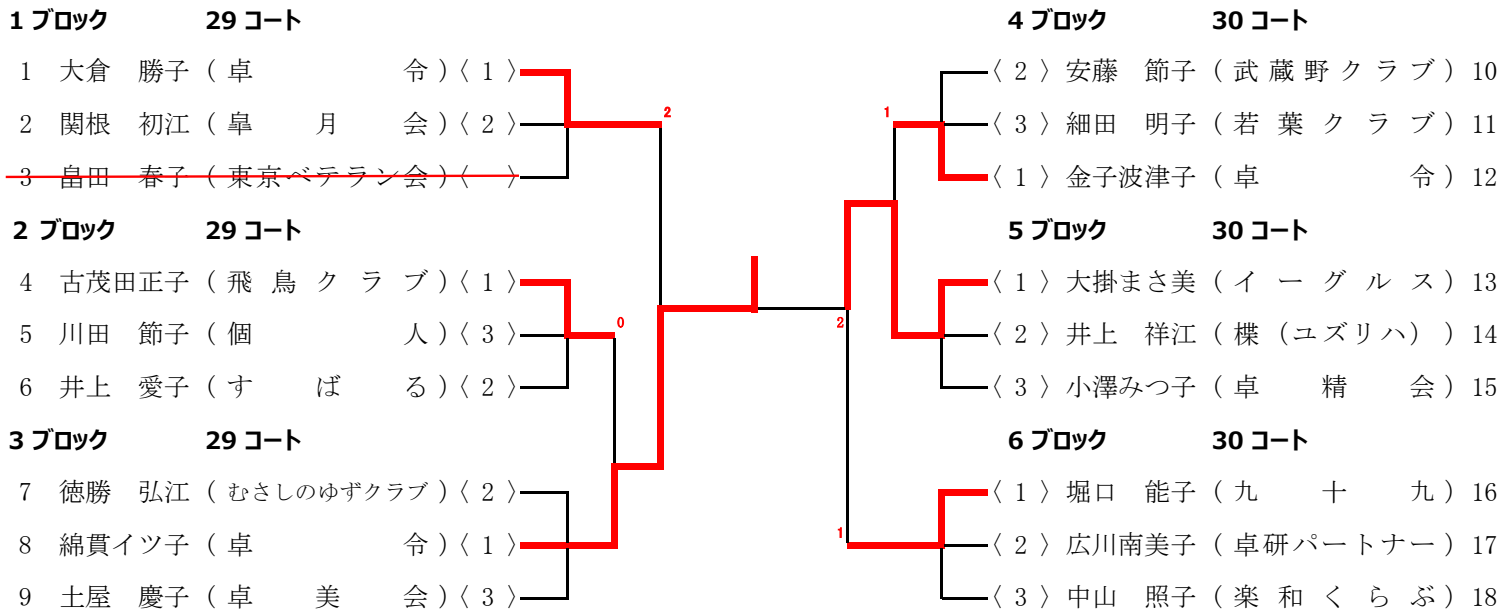 1 ブロック 29 コート
1 大倉 勝子 ( 卓 令 ) 〈 1 〉
2 関根 初江 ( 皐 月 会 ) 〈 2 〉
3 畠田 春子 ( 東京ベテラン会 ) 〈 〉
2 ブロック 29 コート
4 古茂田正子 ( 飛 鳥 ク ラ ブ ) 〈 1 〉
5 川田 節子 ( 個 人 ) 〈 3 〉
6 井上 愛子 ( す ば る ) 〈 2 〉
3 ブロック 29 コート
7 徳勝 弘江 ( むさしのゆずクラブ ) 〈 2 〉
8 綿貫イツ子 ( 卓 令 ) 〈 1 〉
9 土屋 慶子 ( 卓 美 会 ) 〈 3 〉
2
0
1
2
1
4 ブロック 30 コート
〈 2 〉 安藤 節子 ( 武 蔵 野 ク ラ ブ ) 10
〈 3 〉 細田 明子 ( 若 葉 ク ラ ブ ) 11
〈 1 〉 金子波津子 ( 卓 令 ) 12
5 ブロック 30 コート
〈 1 〉 大掛まさ美 ( イ ー グ ル ス ) 13
〈 2 〉 井上 祥江 ( 楪 (ユズリハ) ) 14
〈 3 〉 小澤みつ子 ( 卓 精 会 ) 15
6 ブロック 30 コート
〈 1 〉 堀口 能子 ( 九 十 九 ) 16
〈 2 〉 広川南美子 ( 卓研パートナー ) 17
〈 3 〉 中山 照子 ( 楽 和 く ら ぶ ) 18